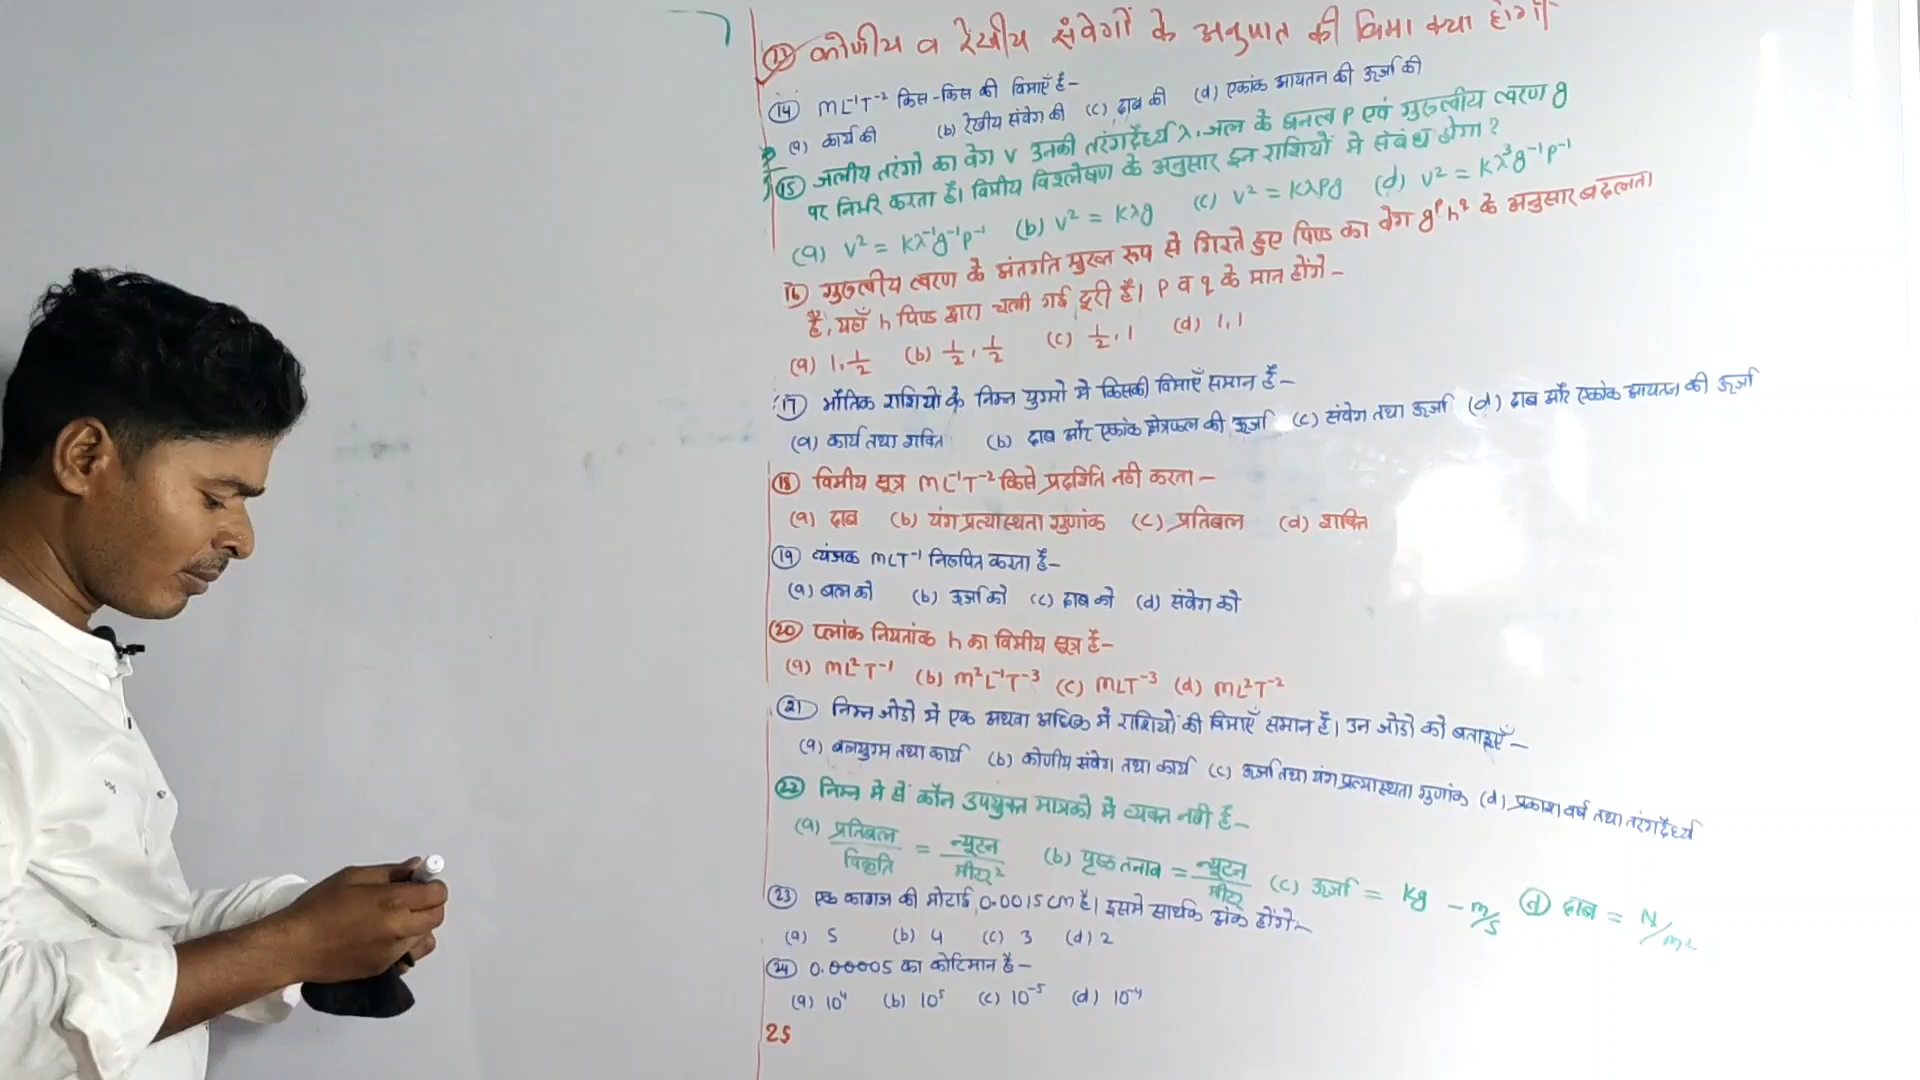 (13) कोणीय व रेखीय संवेगों के अनुपात की विमा क्या होगी
(14) ML⁻¹T⁻² किस-किस की विमाएँ है-
(a) कार्य की (b) रेखीय संवेग की (c) दाब की (d) एकांक आयतन की ऊर्जा की
(15) जलीय तरंगो का वेग v उनकी तरंगदैर्ध्य λ, जल के घनत्व P एवं गुरुत्वीय त्वरण g
पर निर्भर करता है। विमीय विश्लेषण के अनुसार इन राशियों मे संबंध होगा?
(a) v² = Kλ⁻¹g⁻¹P⁻¹ (b) v² = Kλg (c) v² = KλPg (d) v² = Kλ³g⁻¹P⁻¹
(16) गुरुत्वीय त्वरण के अंतर्गत मुक्त रूप से गिरते हुए पिण्ड का वेग gᵖh^q के अनुसार बदलता
है, यहाँ h पिण्ड द्वारा चली गई दूरी है। P व q के मान होंगे-
(a) 1, 1/2 (b) 1/2, 1/2 (c) 1/2, 1 (d) 1, 1
(17) भौतिक राशियों के निम्न युग्मो मे किसकी विमाएँ समान हैं-
(a) कार्य तथा शक्ति (b) दाब और एकांक क्षेत्रफल की ऊर्जा (c) संवेग तथा ऊर्जा (d) दाब और एकांक आयतन की ऊर्जा
(18) विमीय सूत्र ML⁻¹T⁻² किसे प्रदर्शित नही करता-
(a) दाब (b) यंग प्रत्यास्थता गुणांक (c) प्रतिबल (d) शक्ति
(19) व्यंजक MLT⁻¹ निरूपित करता है-
(a) बल को (b) ऊर्जा को (c) दाब को (d) संवेग को
(20) प्लांक नियतांक h का विमीय सूत्र है-
(a) ML²T⁻¹ (b) M²L⁻¹T⁻³ (c) MLT⁻³ (d) ML²T⁻²
(21) निम्न जोडो मे एक अथवा अधिक मे राशियों की विमाएँ समान हैं। उन जोडो को बताइएँ-
(a) बलयुग्म तथा कार्य (b) कोणीय संवेग तथा कार्य (c) ऊर्जा तथा यंग प्रत्यास्थता गुणांक (d) प्रकाश वर्ष तथा तंरगदैर्ध्य
(22) निम्न मे से कौन उपयुक्त मात्रको मे व्यक्त नही है-
(a) प्रतिबल/विकृति = न्यूटन/मीटर² (b) पृष्ठ तनाव = न्यूटन/मीटर (c) ऊर्जा = Kg - m/s (d) दाब = N/m²
(23) एक कागज की मोटाई 0.0015cm है। इसमे सार्थक अंक होंगे-
(a) 5 (b) 4 (c) 3 (d) 2
(24) 0.00005 का कोटिमान है-
(a) 10⁴ (b) 10⁵ (c) 10⁻⁵ (d) 10⁻⁴
25